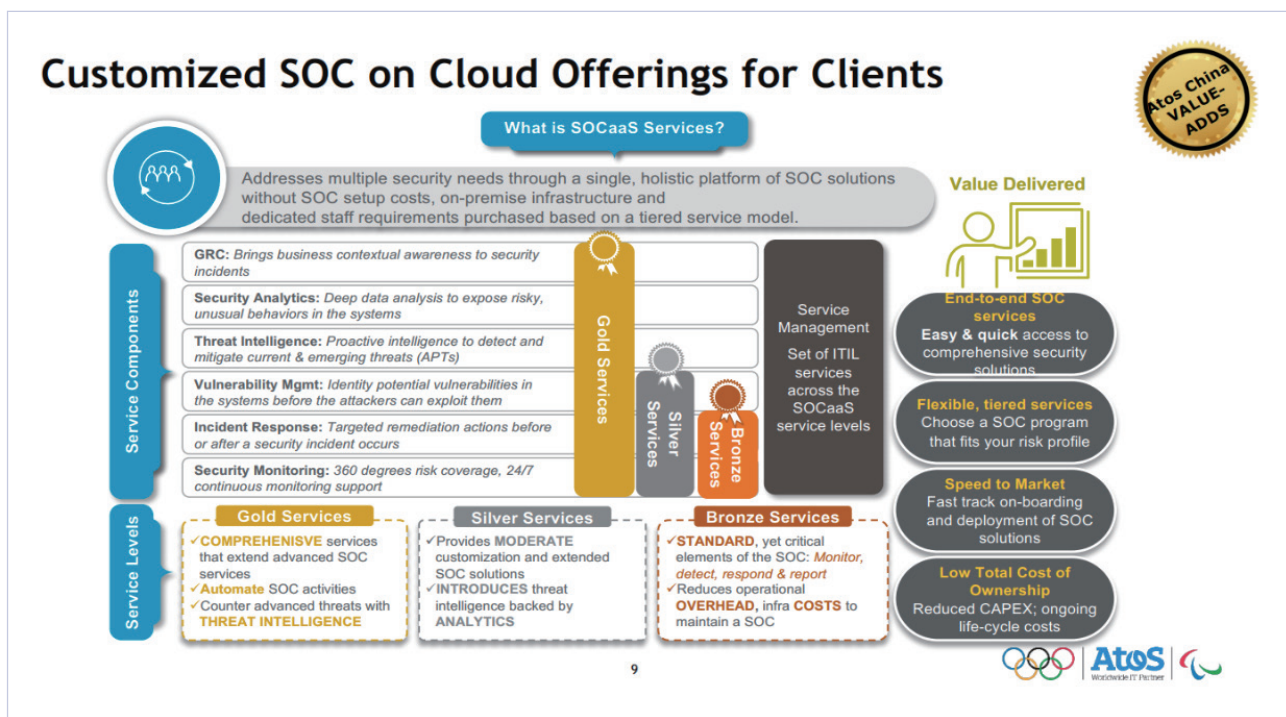 Customized SOC on Cloud Offerings for Clients
Atos China
VALUE-
ADDS
What is SOCaaS Services?
Addresses multiple security needs through a single, holistic platform of SOC solutions
without SOC setup costs, on-premise infrastructure and
dedicated staff requirements purchased based on a tiered service model.
Value Delivered
Service Components
GRC: Brings business contextual awareness to security
incidents
Security Analytics: Deep data analysis to expose risky,
unusual behaviors in the systems
Threat Intelligence: Proactive intelligence to detect and
mitigate current & emerging threats (APTs)
Vulnerability Mgmt: Identity potential vulnerabilities in
the systems before the attackers can exploit them
Incident Response: Targeted remediation actions before
or after a security incident occurs
Security Monitoring: 360 degrees risk coverage, 24/7
continuous monitoring support
Gold Services
Silver
Services
Bronze
Services
Service
Management
Set of ITIL
services
across the
SOCaaS
service levels
End-to-end SOC
services
Easy & quick access to
comprehensive security
solutions
Flexible, tiered services
Choose a SOC program
that fits your risk profile
Speed to Market
Fast track on-boarding
and deployment of SOC
solutions
Low Total Cost of
Ownership
Reduced CAPEX; ongoing
life-cycle costs
Service Levels
Gold Services
✓COMPREHENISVE services
that extend advanced SOC
services
✓Automate SOC activities
✓Counter advanced threats with
THREAT INTELLIGENCE
Silver Services
✓Provides MODERATE
customization and extended
SOC solutions
✓INTRODUCES threat
intelligence backed by
ANALYTICS
Bronze Services
✓STANDARD, yet critical
elements of the SOC: Monitor,
detect, respond & report
✓Reduces operational
OVERHEAD, infra COSTS to
maintain a SOC
9
Atos
Worldwide IT Partner